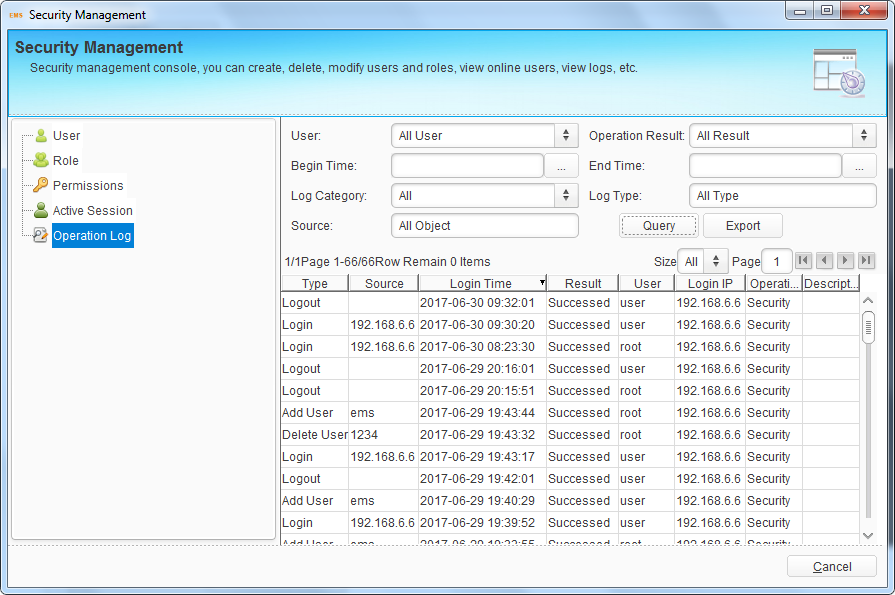 EMS Security Management
Security Management
Security management console, you can create, delete, modify users and roles, view online users, view logs, etc.
User
Role
Permissions
Active Session
Operation Log
User: All User Operation Result: All Result
Begin Time: ... End Time: ...
Log Category: All Log Type: All Type
Source: All Object Query Export
1/1Page 1-66/66Row Remain 0 Items Size All Page 1
Type Source Login Time Result User Login IP Operati... Descript...
Logout 2017-06-30 09:32:01 Successed user 192.168.6.6 Security
Login 192.168.6.6 2017-06-30 09:30:20 Successed user 192.168.6.6 Security
Login 192.168.6.6 2017-06-30 08:23:30 Successed root 192.168.6.6 Security
Logout 2017-06-29 20:16:01 Successed user 192.168.6.6 Security
Logout 2017-06-29 20:15:51 Successed root 192.168.6.6 Security
Add User ems 2017-06-29 19:43:44 Successed root 192.168.6.6 Security
Delete User 1234 2017-06-29 19:43:32 Successed root 192.168.6.6 Security
Login 192.168.6.6 2017-06-29 19:43:17 Successed user 192.168.6.6 Security
Logout 2017-06-29 19:42:01 Successed user 192.168.6.6 Security
Add User ems 2017-06-29 19:40:29 Successed user 192.168.6.6 Security
Login 192.168.6.6 2017-06-29 19:39:52 Successed user 192.168.6.6 Security
Add User ems 2017-06-29 Successed root 192.168.6.6 Security
Cancel